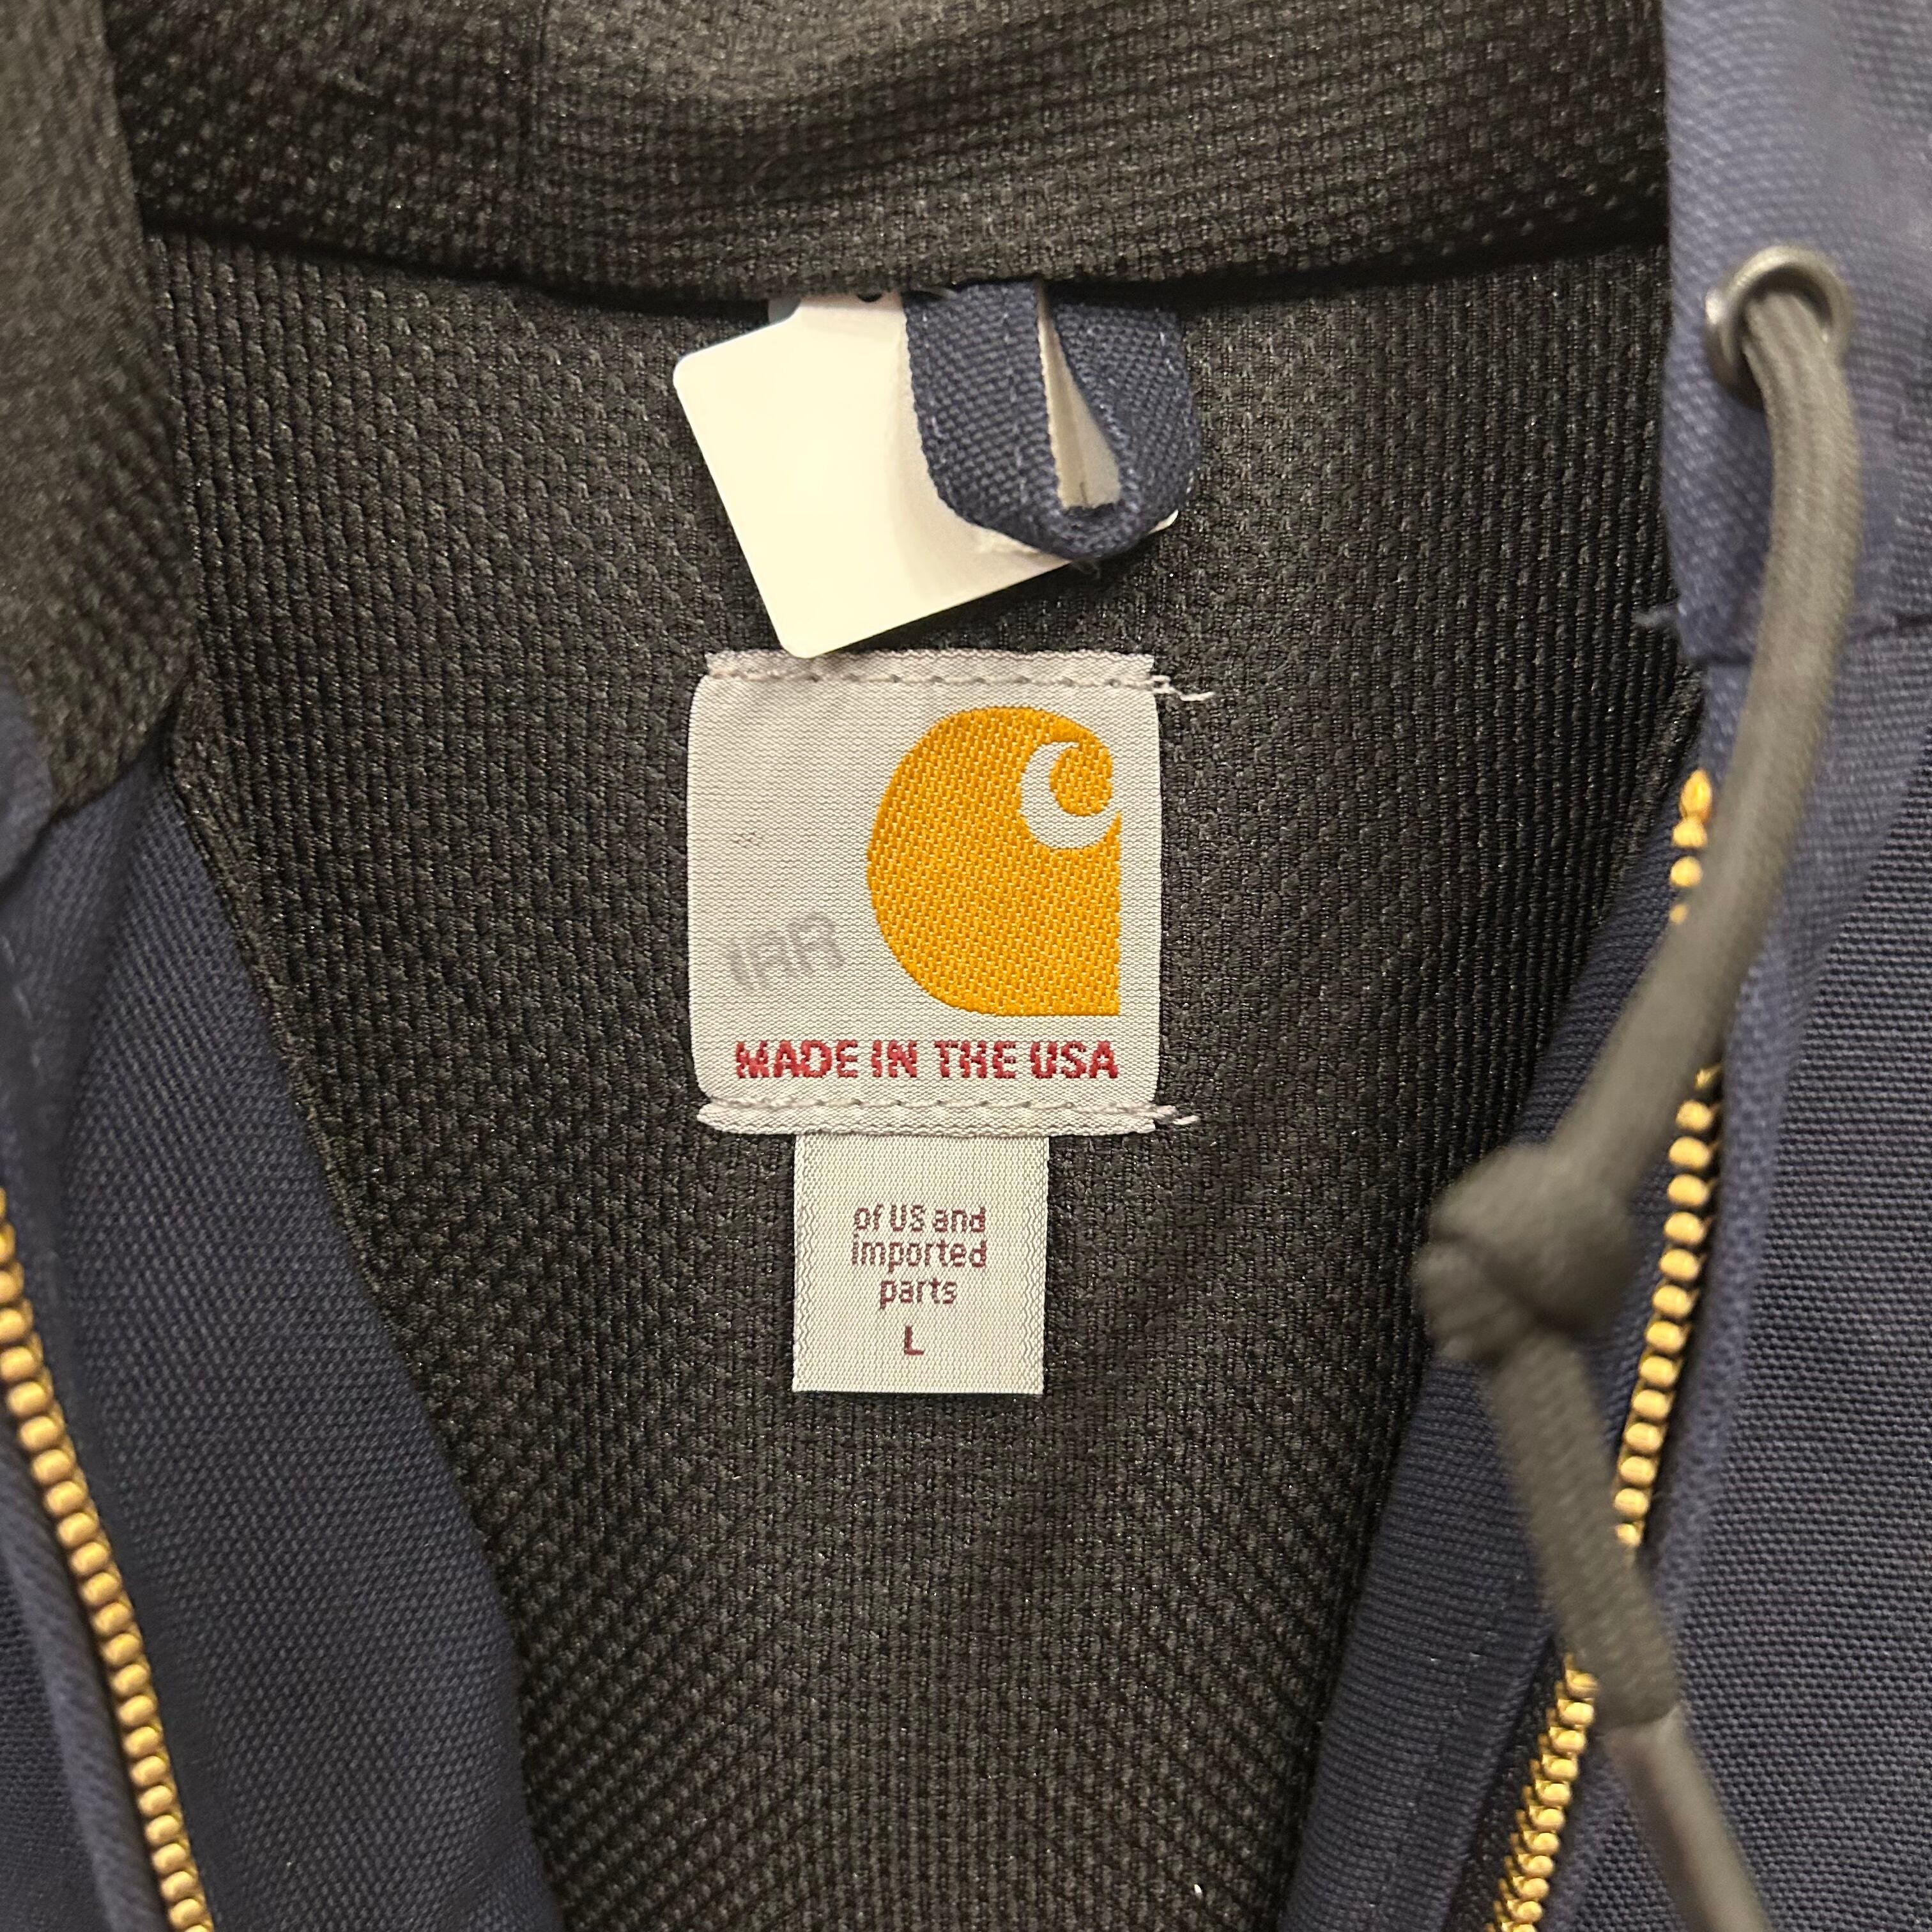 IRR
MADE IN THE USA
of US and
imported
parts
L